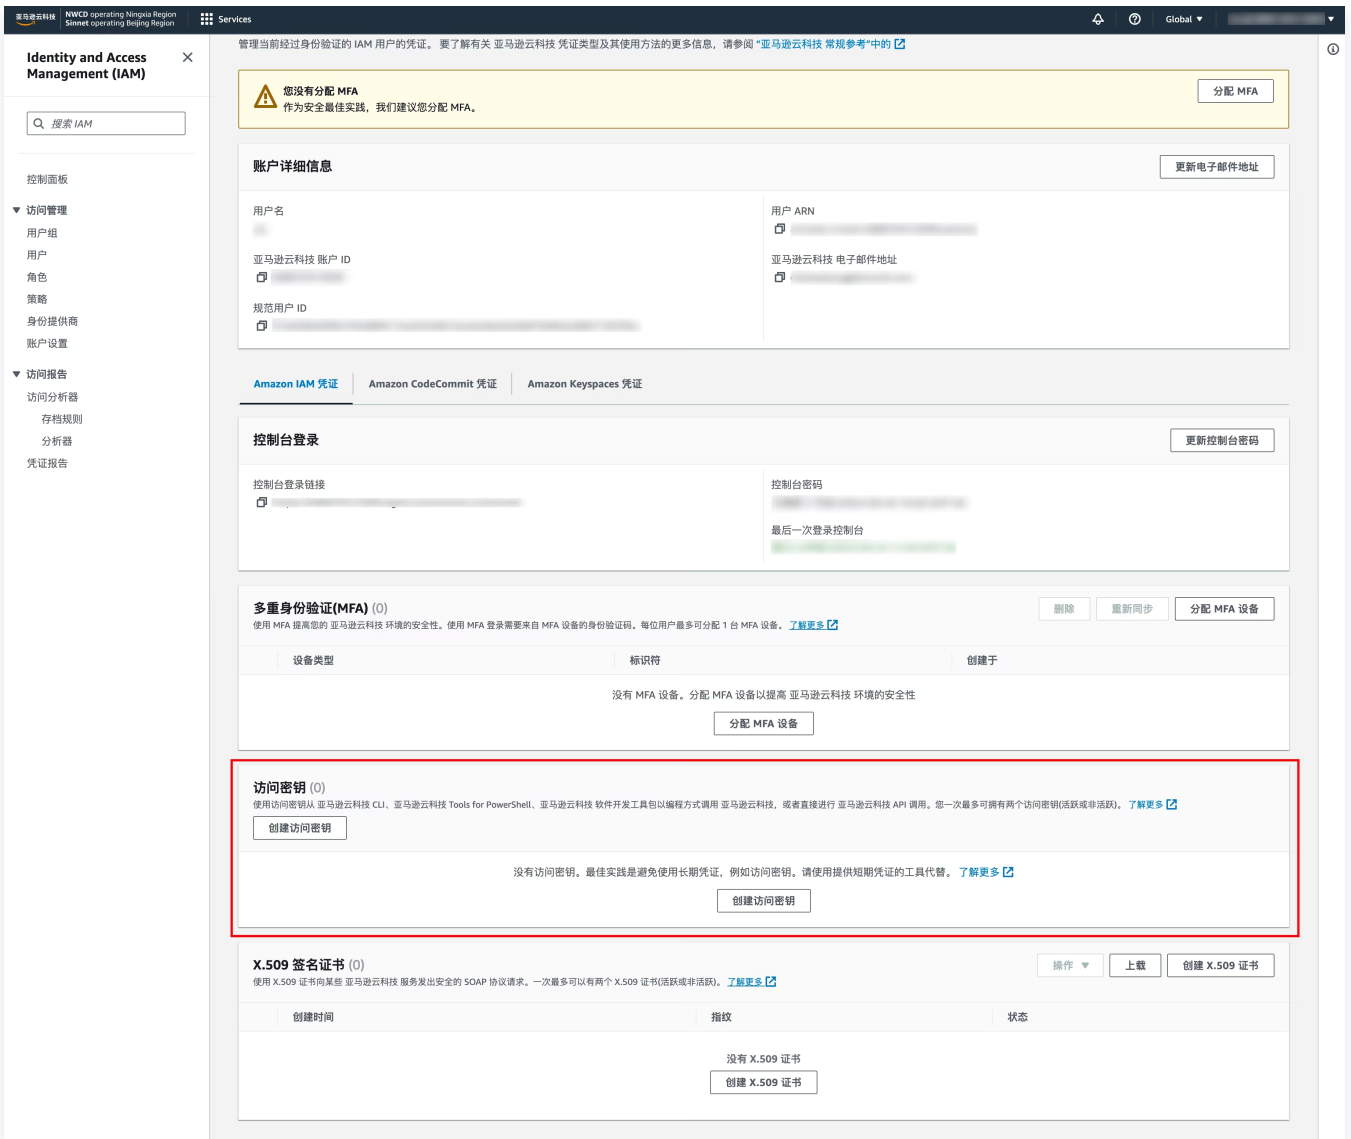 亚马逊云科技
NWCD operating Ningxia Region
Sinnet operating Beijing Region
Services
Global
Identity and Access Management (IAM)
搜索 IAM
控制面板
访问管理
用户组
用户
角色
策略
身份提供商
账户设置
访问报告
访问分析器
存档规则
分析器
凭证报告
管理当前经过身份验证的 IAM 用户的凭证。 要了解有关 亚马逊云科技 凭证类型及其使用方法的更多信息，请参阅 “亚马逊云科技 常规参考”中的
您没有分配 MFA
作为安全最佳实践，我们建议您分配 MFA。
分配 MFA
账户详细信息
更新电子邮件地址
用户名
用户 ARN
亚马逊云科技 账户 ID
亚马逊云科技 电子邮件地址
规范用户 ID
Amazon IAM 凭证
Amazon CodeCommit 凭证
Amazon Keyspaces 凭证
控制台登录
更新控制台密码
控制台登录链接
控制台密码
最后一次登录控制台
多重身份验证(MFA) (0)
删除
重新同步
分配 MFA 设备
使用 MFA 提高您的 亚马逊云科技 环境的安全性。使用 MFA 登录需要来自 MFA 设备的身份验证码。每位用户最多可分配 1 台 MFA 设备。 了解更多
设备类型
标识符
创建于
没有 MFA 设备。分配 MFA 设备以提高 亚马逊云科技 环境的安全性
分配 MFA 设备
访问密钥 (0)
使用访问密钥从 亚马逊云科技 CLI、亚马逊云科技 Tools for PowerShell、亚马逊云科技 软件开发工具包以编程方式调用 亚马逊云科技，或者直接进行 亚马逊云科技 API 调用。您一次最多可拥有两个访问密钥(活跃或非活跃)。 了解更多
创建访问密钥
没有访问密钥。最佳实践是避免使用长期凭证，例如访问密钥。请使用提供短期凭证的工具代替。 了解更多
创建访问密钥
X.509 签名证书 (0)
操作
上载
创建 X.509 证书
使用 X.509 证书向某些 亚马逊云科技 服务发出安全的 SOAP 协议请求。一次最多可以有两个 X.509 证书(活跃或非活跃)。 了解更多
创建时间
指纹
状态
没有 X.509 证书
创建 X.509 证书